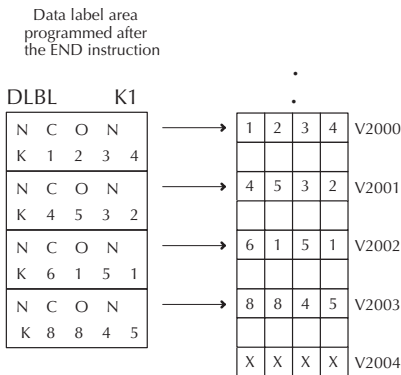 Data label area
programmed after
the END instruction
DLBL K1
N C O N
K 1 2 3 4
N C O N
K 4 5 3 2
N C O N
K 6 1 5 1
N C O N
K 8 8 4 5
1 2 3 4 V2000
4 5 3 2 V2001
6 1 5 1 V2002
8 8 4 5 V2003
X X X X V2004